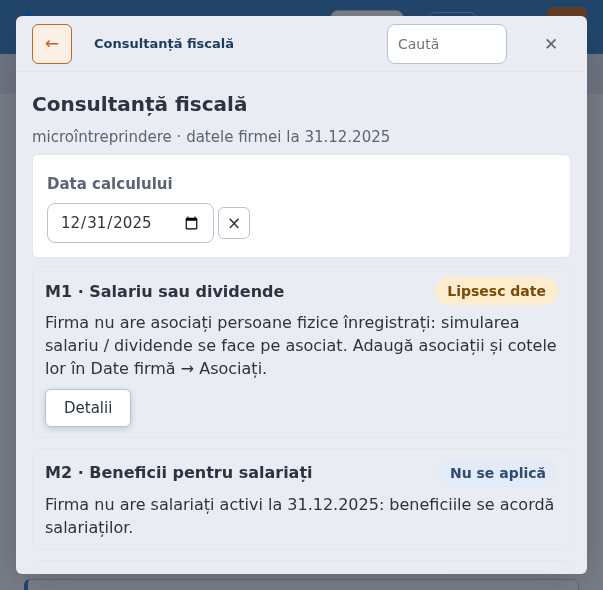 ←
Consultanță fiscală
Caută
✕
Consultanță fiscală
microîntreprindere · datele firmei la 31.12.2025
Data calculului
12/31/2025
×
M1 · Salariu sau dividende
Lipsesc date
Firma nu are asociați persoane fizice înregistrați: simularea
salariu / dividende se face pe asociat. Adaugă asociații și cotele
lor în Date firmă → Asociați.
Detalii
M2 · Beneficii pentru salariați
Nu se aplică
Firma nu are salariați activi la 31.12.2025: beneficiile se acordă
salariaților.